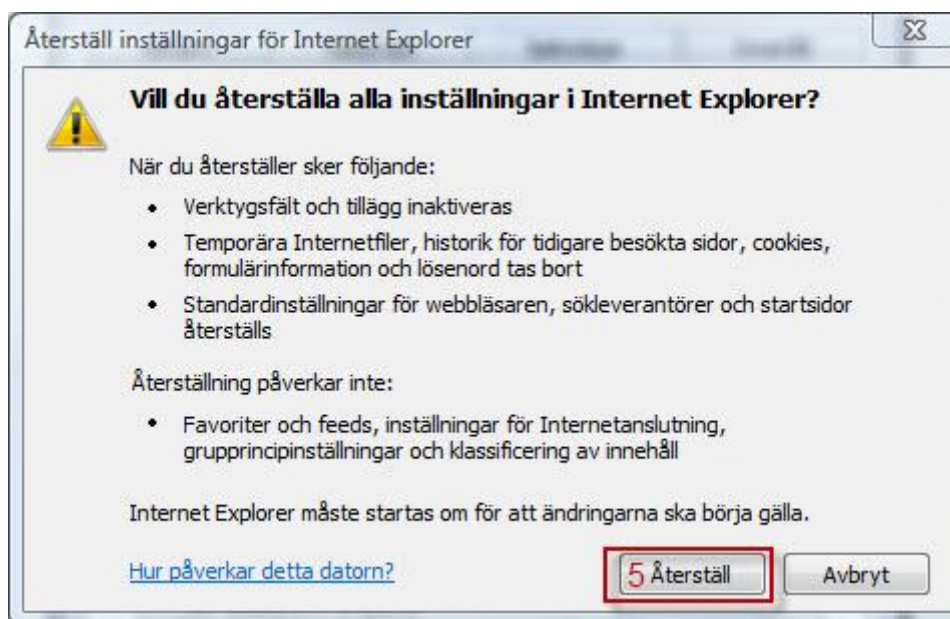 Återställ inställningar för Internet Explorer
Vill du återställa alla inställningar i Internet Explorer?
När du återställer sker följande:
• Verktygsfält och tillägg inaktiveras
• Temporära Internetfiler, historik för tidigare besökta sidor, cookies,
formulärinformation och lösenord tas bort
• Standardinställningar för webbläsaren, sökleverantörer och startsidor
återställs
Återställning påverkar inte:
• Favoriter och feeds, inställningar för Internetanslutning,
grupprincipinställningar och klassificering av innehåll
Internet Explorer måste startas om för att ändringarna ska börja gälla.
Hur påverkar detta datorn? 5 Återställ Avbryt